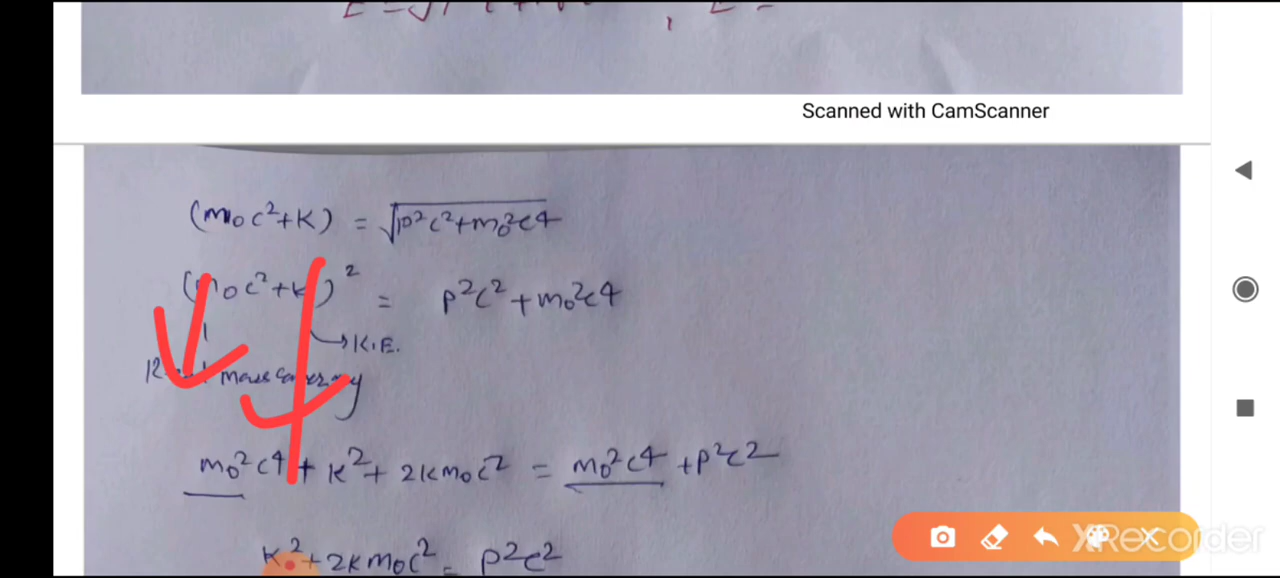 Scanned with CamScanner
(m₀c²+K) = √p²c²+m₀²c4
(m₀c²+K)² = p²c²+m₀²c4
→K.E.
mass energy
m₀²c4 + K² + 2Km₀c² = m₀²c4 + p²c2
K²+2Km₀c² = p²c2
XRecorder